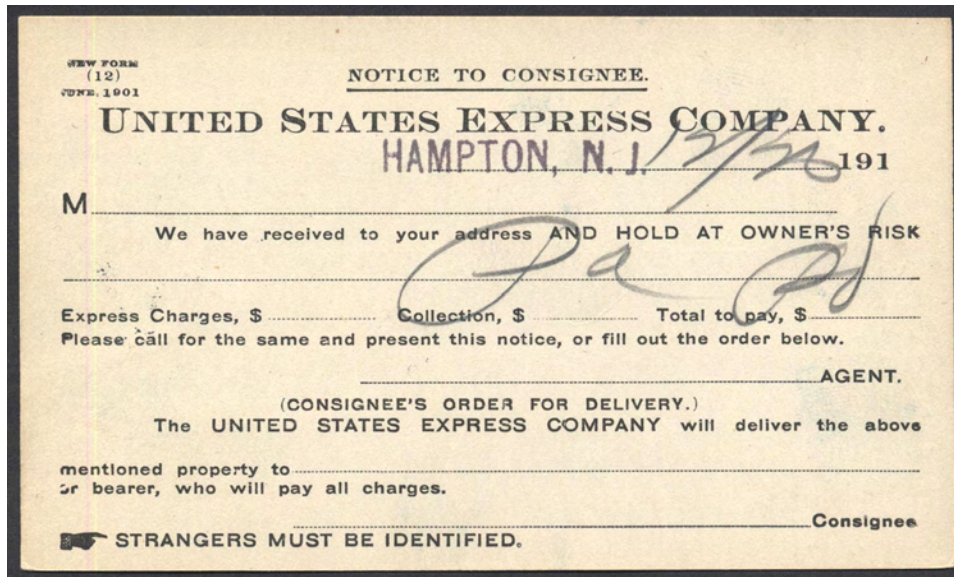 NEW FORM
(12)
JUNE, 1901
NOTICE TO CONSIGNEE.
UNITED STATES EXPRESS COMPANY.
HAMPTON, N. J. 12/20 191
M
We have received to your address AND HOLD AT OWNER'S RISK
Express Charges, $ Collection, $ Total to pay, $
Please call for the same and present this notice, or fill out the order below.
AGENT.
(CONSIGNEE'S ORDER FOR DELIVERY.)
The UNITED STATES EXPRESS COMPANY will deliver the above
mentioned property to
or bearer, who will pay all charges.
Consignee
STRANGERS MUST BE IDENTIFIED.